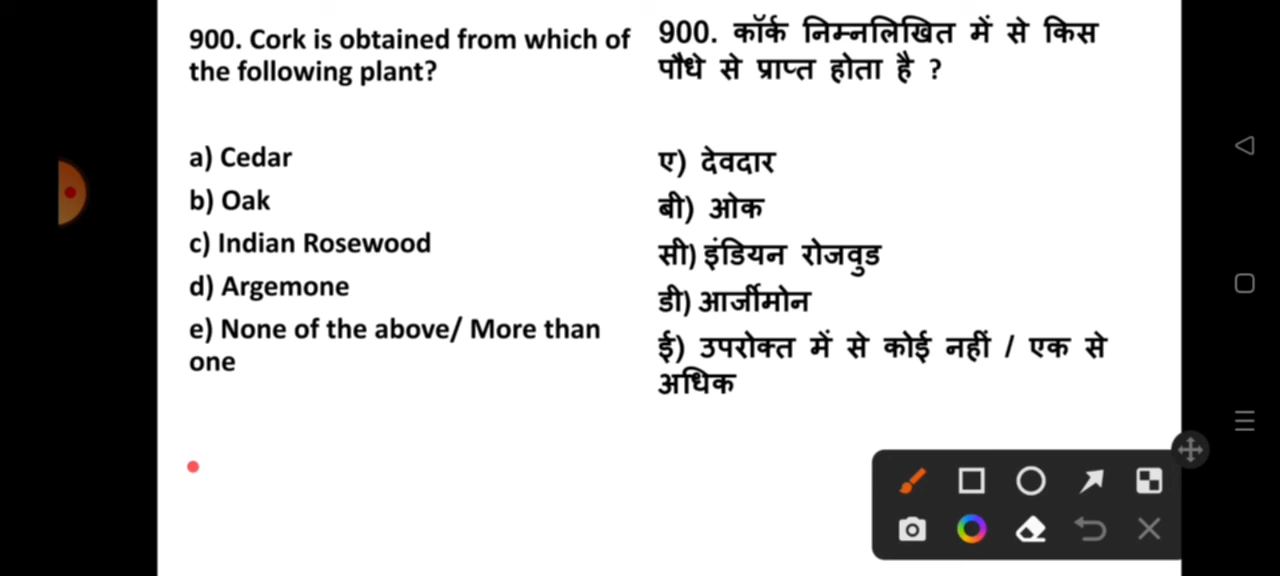 900. Cork is obtained from which of
the following plant?
a) Cedar
b) Oak
c) Indian Rosewood
d) Argemone
e) None of the above/ More than
one
900. कॉर्क निम्नलिखित में से किस
पौधे से प्राप्त होता है ?
ए) देवदार
बी) ओक
सी) इंडियन रोजवुड
डी) आर्जीमोन
ई) उपरोक्त में से कोई नहीं / एक से
अधिक